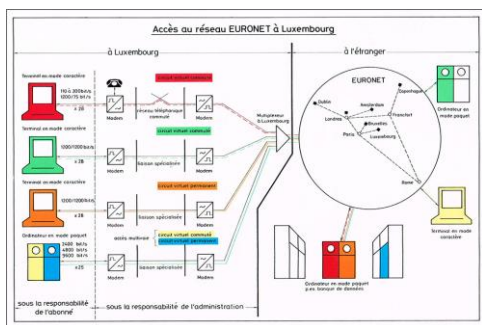 Accès au réseau EURONET à Luxembourg
à Luxembourg
à l'étranger
Terminal en mode caractère
110 à 300 bit/s
1200/75 bit/s
x 28
Modem
réseau téléphonique
commuté
circuit virtuel commuté
Modem
Terminal en mode caractère
1200/1200 bit/s
x 28
Modem
liaison spécialisée
circuit virtuel commuté
Modem
Terminal en mode caractère
1200/1200 bit/s
x 28
Modem
liaison spécialisée
circuit virtuel permanent
Modem
Ordinateur en mode paquet
2400 bit/s
4800 bit/s
9600 bit/s
x 25
Modem
accès multivoie
liaison spécialisée
circuit virtuel commuté
circuit virtuel permanent
Modem
sous la responsabilité
de l'abonné
sous la responsabilité de l'administration
Multiplexeur
à Luxembourg
EURONET
Dublin
Londres
Amsterdam
Copenhague
Francfort
Bruxelles
Paris
Luxembourg
Rome
Ordinateur en
mode paquet
Terminal en mode
caractère
Ordinateur en mode paquet
p.ex. banque de données